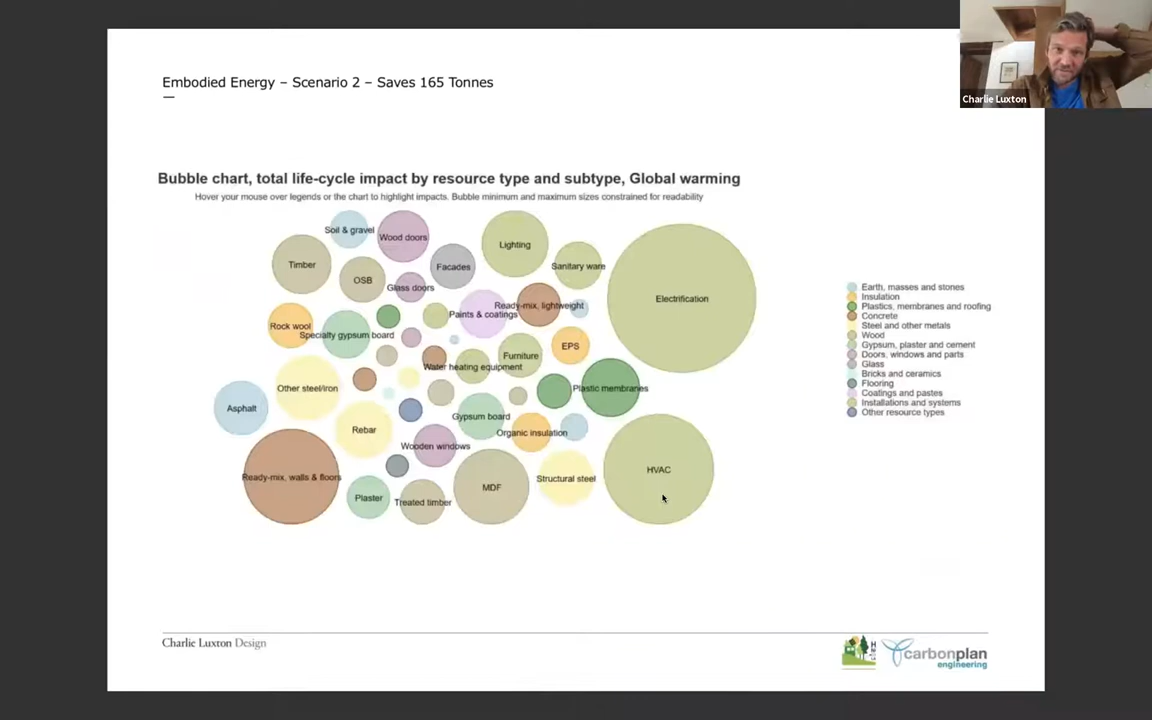 Charlie Luxton
Embodied Energy – Scenario 2 – Saves 165 Tonnes
Bubble chart, total life-cycle impact by resource type and subtype, Global warming
Hover your mouse over legends or the chart to highlight impacts. Bubble minimum and maximum sizes constrained for readability
Soil & gravel
Wood doors
Lighting
Timber
Facades
Sanitary ware
OSB
Glass doors
Electrification
Ready-mix, lightweight
Paints & coatings
Rock wool
Specialty gypsum board
EPS
Furniture
Water heating equipment
Other steel/iron
Plastic membranes
Asphalt
Gypsum board
Rebar
Organic insulation
Wooden windows
HVAC
Ready-mix, walls & floors
Structural steel
MDF
Plaster
Treated timber
Earth, masses and stones
Insulation
Plastics, membranes and roofing
Concrete
Steel and other metals
Wood
Gypsum, plaster and cement
Doors, windows and parts
Glass
Bricks and ceramics
Flooring
Coatings and pastes
Installations and systems
Other resource types
Charlie Luxton Design
carbonplan
engineering